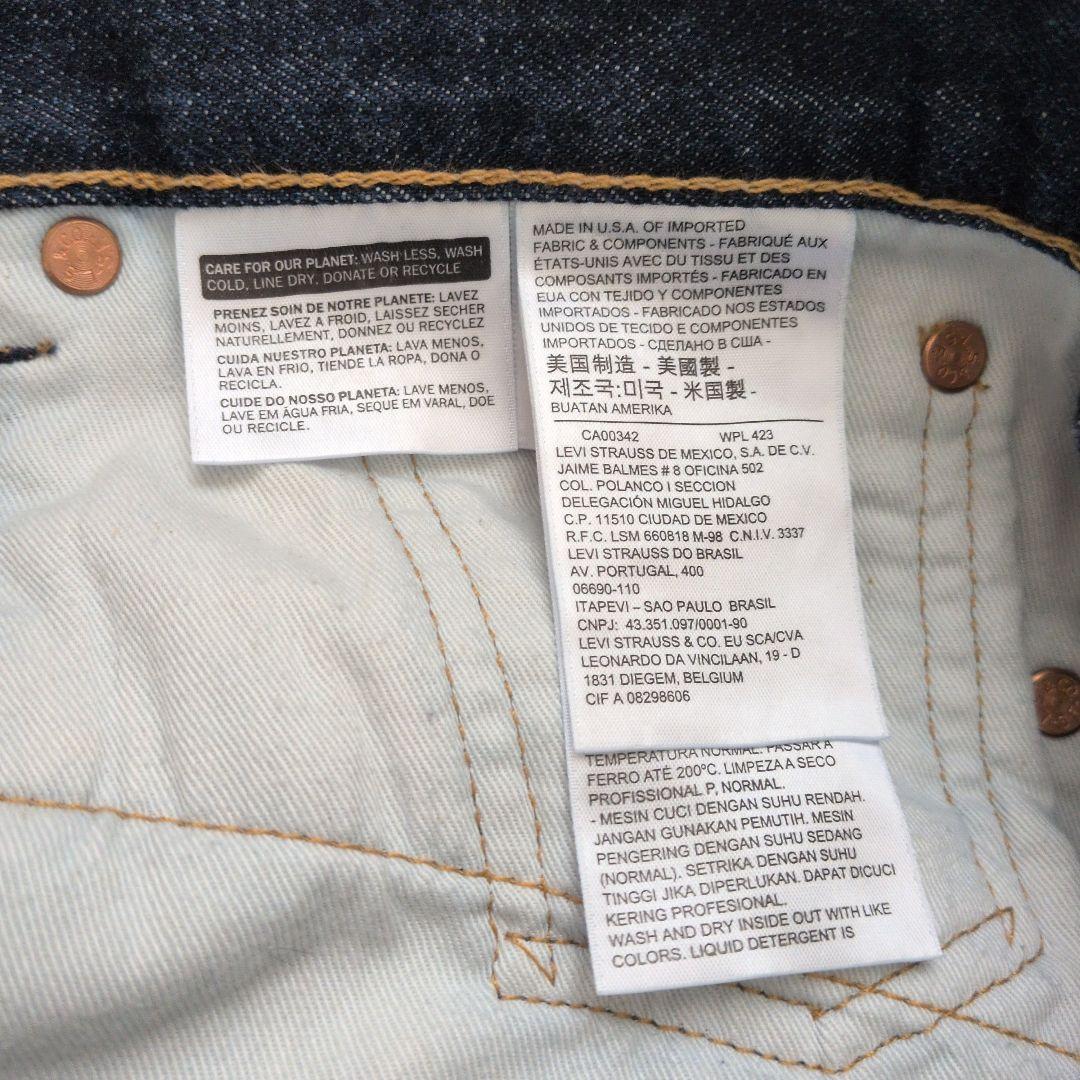 CARE FOR OUR PLANET: WASH LESS, WASH
COLD, LINE DRY, DONATE OR RECYCLE
PRENEZ SOIN DE NOTRE PLANETE: LAVEZ
MOINS, LAVEZ A FROID, LAISSEZ SECHER
NATURELLEMENT, DONNEZ OU RECYCLEZ
CUIDA NUESTRO PLANETA: LAVA MENOS,
LAVA EN FRIO, TIENDE LA ROPA, DONA O
RECICLA.
CUIDE DO NOSSO PLANETA: LAVE MENOS,
LAVE EM ÁGUA FRIA, SEQUE EM VARAL, DOE
OU RECICLE.
MADE IN U.S.A. OF IMPORTED
FABRIC & COMPONENTS - FABRIQUÉ AUX
ÉTATS-UNIS AVEC DU TISSU ET DES
COMPOSANTS IMPORTÉS - FABRICADO EN
EUA CON TEJIDO Y COMPONENTES
IMPORTADOS - FABRICADO NOS ESTADOS
UNIDOS DE TECIDO E COMPONENTES
IMPORTADOS - СДЕЛАНО В США -
美国制造 - 美國製 -
제조국:미국 - 米国製 -
BUATAN AMERIKA
CA00342 WPL 423
LEVI STRAUSS DE MEXICO, S.A. DE C.V.
JAIME BALMES # 8 OFICINA 502
COL. POLANCO I SECCION
DELEGACIÓN MIGUEL HIDALGO
C.P. 11510 CIUDAD DE MEXICO
R.F.C. LSM 660818 M-98 C.N.I.V. 3337
LEVI STRAUSS DO BRASIL
AV. PORTUGAL, 400
06690-110
ITAPEVI – SAO PAULO BRASIL
CNPJ: 43.351.097/0001-90
LEVI STRAUSS & CO. EU SCA/CVA
LEONARDO DA VINCILAAN, 19 - D
1831 DIEGEM, BELGIUM
CIF A 08298606
TEMPERATURA NORMAL. PASSAR A
FERRO ATÉ 200ºC. LIMPEZA A SECO
PROFISSIONAL P, NORMAL.
- MESIN CUCI DENGAN SUHU RENDAH.
JANGAN GUNAKAN PEMUTIH. MESIN
PENGERING DENGAN SUHU SEDANG
(NORMAL). SETRIKA DENGAN SUHU
TINGGI JIKA DIPERLUKAN. DAPAT DICUCI
KERING PROFESIONAL.
WASH AND DRY INSIDE OUT WITH LIKE
COLORS. LIQUID DETERGENT IS